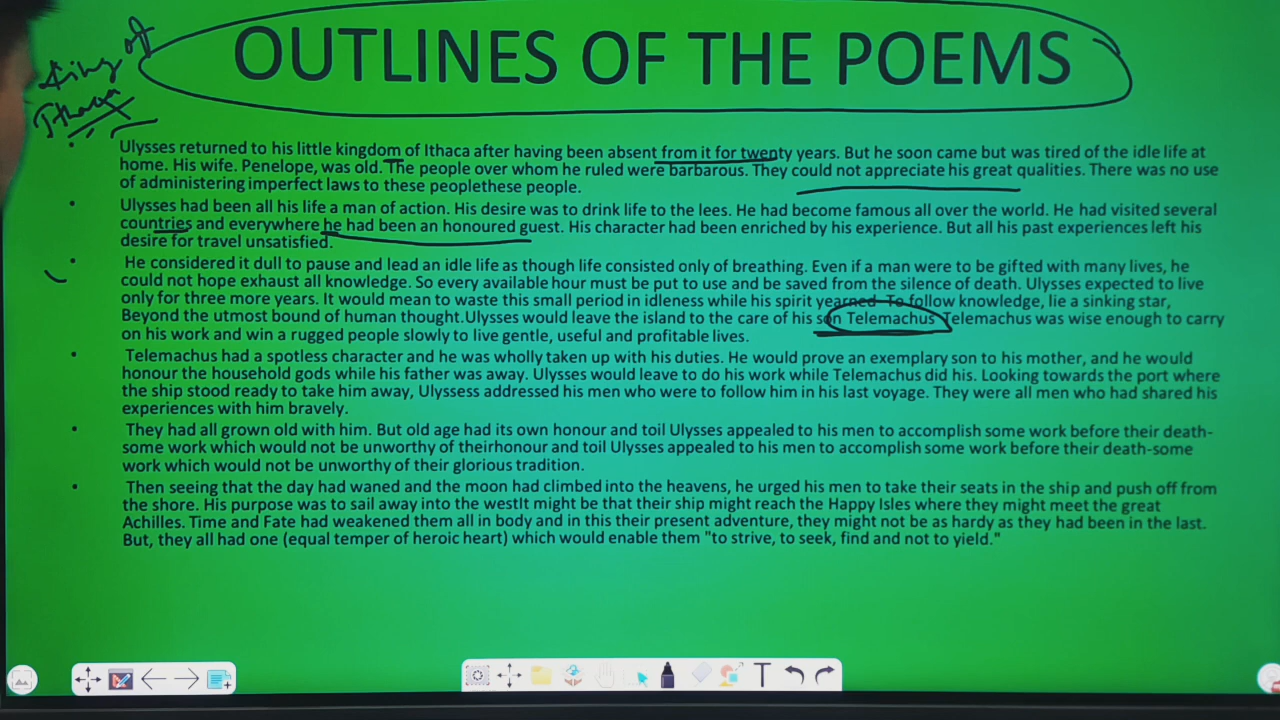 OUTLINES OF THE POEMS
King of
Ithaca
• Ulysses returned to his little kingdom of Ithaca after having been absent from it for twenty years. But he soon came but was tired of the idle life at
home. His wife. Penelope, was old. The people over whom he ruled were barbarous. They could not appreciate his great qualities. There was no use
of administering imperfect laws to these peoplethese people.
• Ulysses had been all his life a man of action. His desire was to drink life to the lees. He had become famous all over the world. He had visited several
countries and everywhere he had been an honoured guest. His character had been enriched by his experience. But all his past experiences left his
desire for travel unsatisfied.
• He considered it dull to pause and lead an idle life as though life consisted only of breathing. Even if a man were to be gifted with many lives, he
could not hope exhaust all knowledge. So every available hour must be put to use and be saved from the silence of death. Ulysses expected to live
only for three more years. It would mean to waste this small period in idleness while his spirit yearned To follow knowledge, lie a sinking star,
Beyond the utmost bound of human thought.Ulysses would leave the island to the care of his son Telemachus Telemachus was wise enough to carry
on his work and win a rugged people slowly to live gentle, useful and profitable lives.
• Telemachus had a spotless character and he was wholly taken up with his duties. He would prove an exemplary son to his mother, and he would
honour the household gods while his father was away. Ulysses would leave to do his work while Telemachus did his. Looking towards the port where
the ship stood ready to take him away, Ulyssess addressed his men who were to follow him in his last voyage. They were all men who had shared his
experiences with him bravely.
• They had all grown old with him. But old age had its own honour and toil Ulysses appealed to his men to accomplish some work before their death-
some work which would not be unworthy of theirhonour and toil Ulysses appealed to his men to accomplish some work before their death-some
work which would not be unworthy of their glorious tradition.
• Then seeing that the day had waned and the moon had climbed into the heavens, he urged his men to take their seats in the ship and push off from
the shore. His purpose was to sail away into the westIt might be that their ship might reach the Happy Isles where they might meet the great
Achilles. Time and Fate had weakened them all in body and in this their present adventure, they might not be as hardy as they had been in the last.
But, they all had one (equal temper of heroic heart) which would enable them "to strive, to seek, find and not to yield."
T